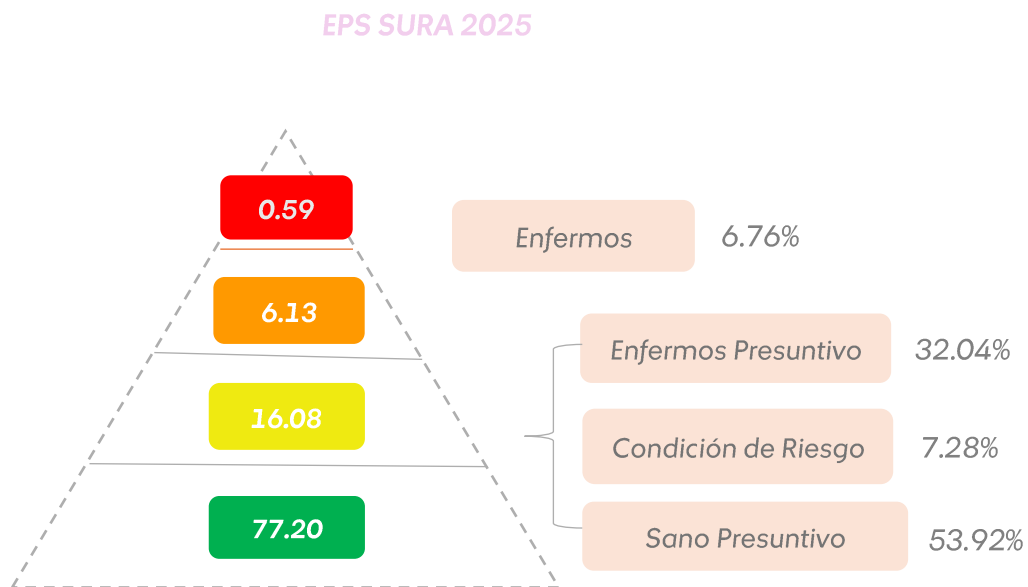 EPS SURA 2025
0.59
Enfermos 6.76%
6.13
Enfermos Presuntivo 32.04%
16.08
Condición de Riesgo 7.28%
77.20
Sano Presuntivo 53.92%